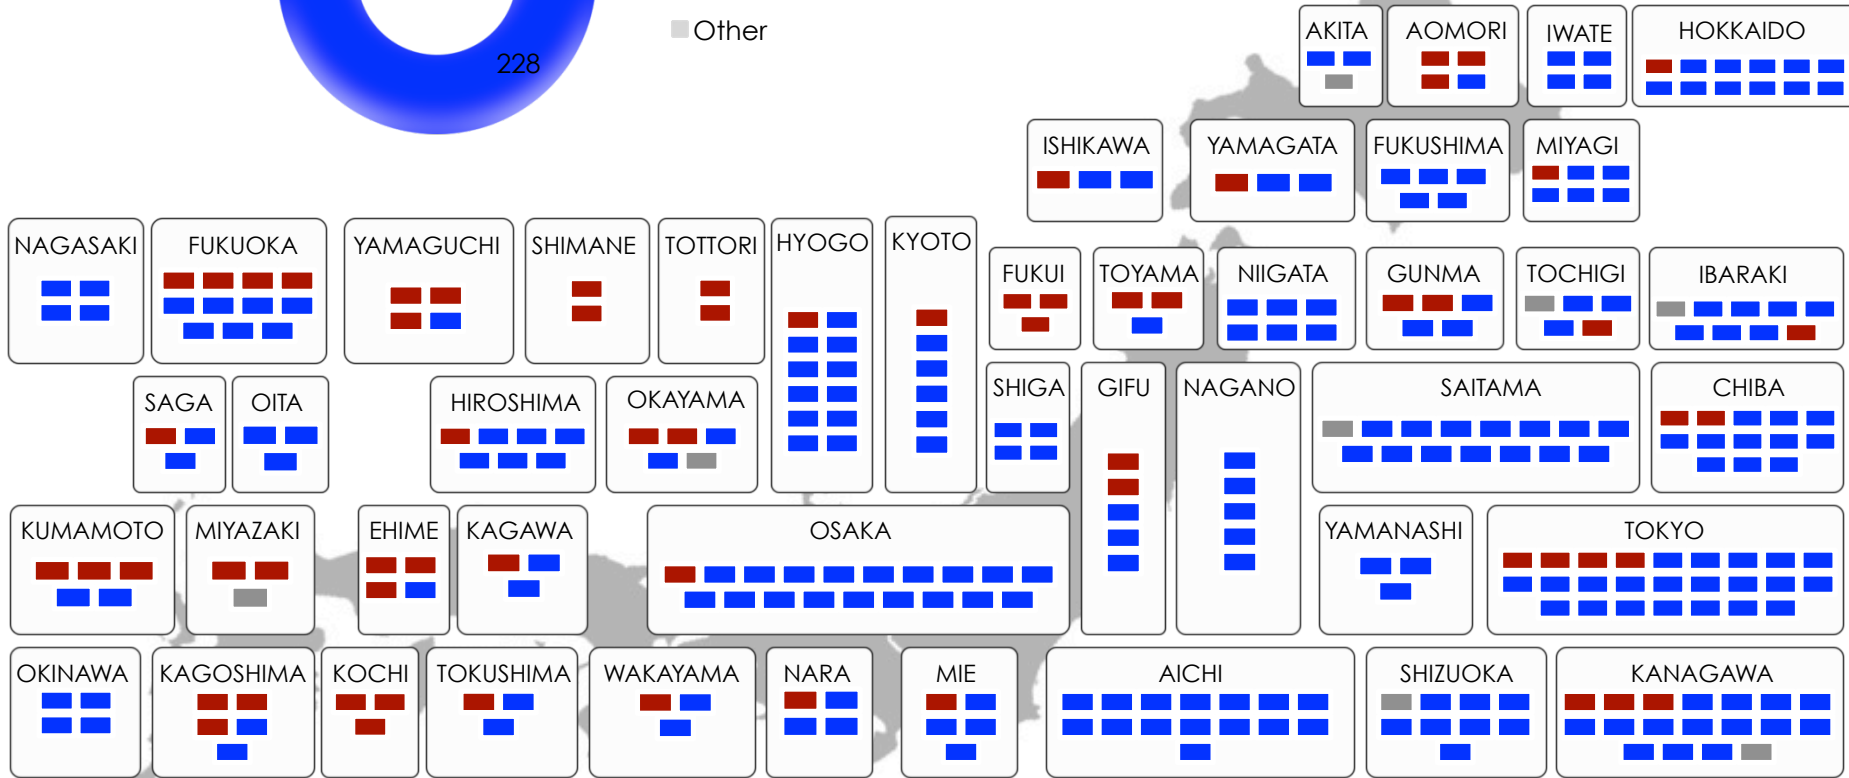 Other
228
AKITA
AOMORI
IWATE
HOKKAIDO
ISHIKAWA
YAMAGATA
FUKUSHIMA
MIYAGI
NAGASAKI
FUKUOKA
YAMAGUCHI
SHIMANE
TOTTORI
HYOGO
KYOTO
FUKUI
TOYAMA
NIIGATA
GUNMA
TOCHIGI
IBARAKI
SAGA
OITA
HIROSHIMA
OKAYAMA
SHIGA
GIFU
NAGANO
SAITAMA
CHIBA
KUMAMOTO
MIYAZAKI
EHIME
KAGAWA
OSAKA
YAMANASHI
TOKYO
OKINAWA
KAGOSHIMA
KOCHI
TOKUSHIMA
WAKAYAMA
NARA
MIE
AICHI
SHIZUOKA
KANAGAWA